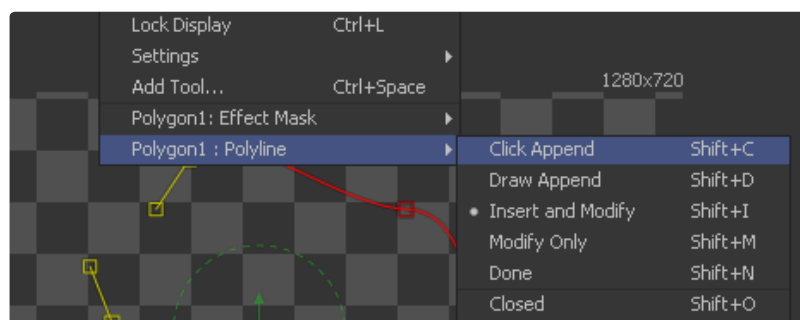 Lock Display Ctrl+L
Settings
Add Tool... Ctrl+Space
1280x720
Polygon1: Effect Mask
Polygon1 : Polyline
Click Append Shift+C
Draw Append Shift+D
Insert and Modify Shift+I
Modify Only Shift+M
Done Shift+N
Closed Shift+O